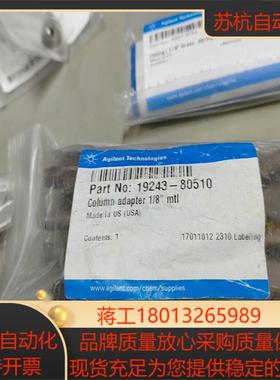 苏杭自动
Agilent Technologies
Part No: 19243-80510
Column adapter 1/8" mtl
Made in US (USA)
Contents: 1
17011012 2310 Labeling
www.agilent.com/chem/supplies
自动化 蒋工18013265989
品牌质量放心采购质量保
件开票 现货充足为您提供稳定